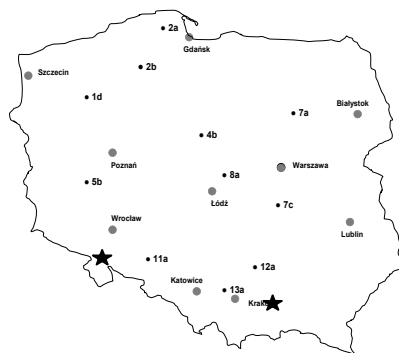 2a
Gdańsk
2b
Szczecin
1d
7a
Białystok
4b
Poznań
Warszawa
8a
5b
Łódź
7c
Wrocław
Lublin
11a
12a
Katowice
13a
Krak